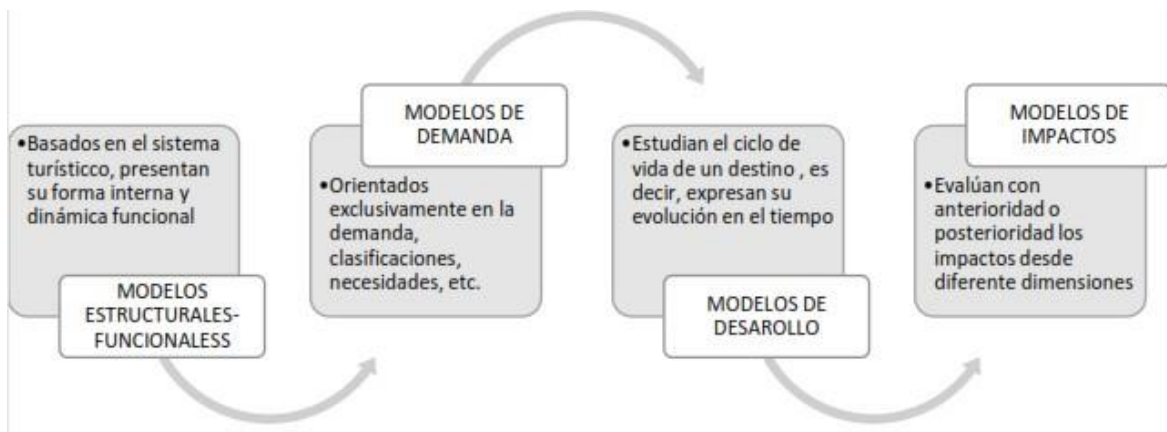 •Basados en el sistema
turísticco, presentan
su forma interna y
dinámica funcional
MODELOS
ESTRUCTURALES-
FUNCIONALESS
MODELOS DE
DEMANDA
•Orientados
exclusivamente en la
demanda,
clasificaciones,
necesidades, etc.
•Estudian el ciclo de
vida de un destino , es
decir, expresan su
evolución en el tiempo
MODELOS DE
DESAROLLO
MODELOS DE
IMPACTOS
•Evalúan con
anterioridad o
posterioridad los
impactos desde
diferente dimensiones